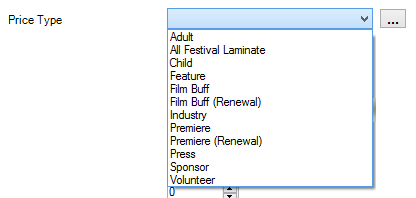 Price Type
...
Adult
All Festival Laminate
Child
Feature
Film Buff
Film Buff (Renewal)
Industry
Premiere
Premiere (Renewal)
Press
Sponsor
Volunteer
0